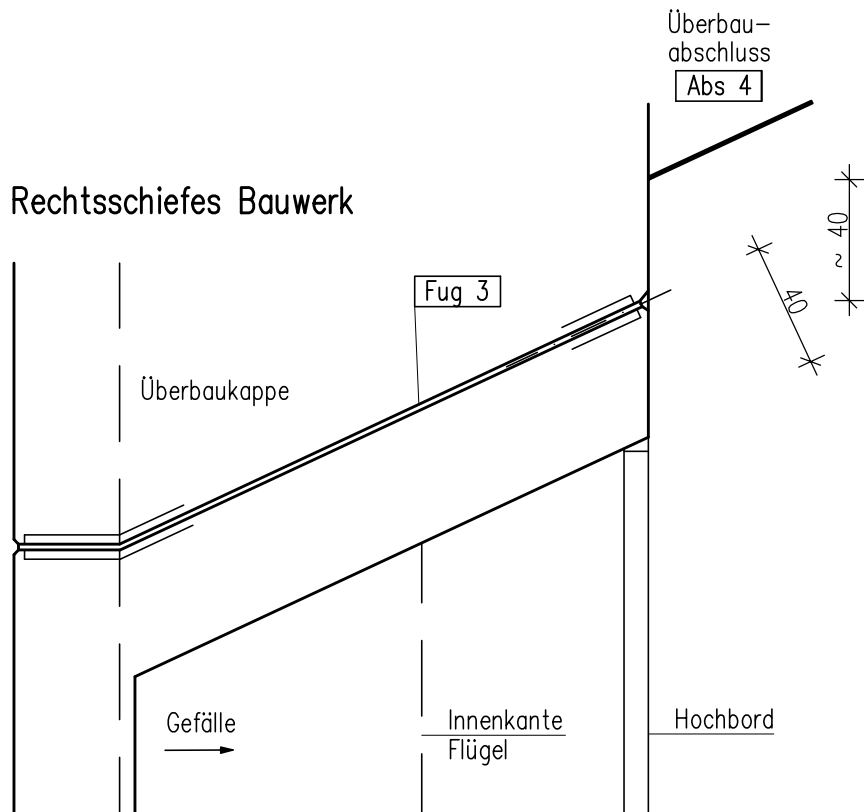 Überbau-
abschluss
Abs 4
Rechtsschiefes Bauwerk
~ 40
40
Fug 3
Überbaukappe
Gefälle
Innenkante
Flügel
Hochbord